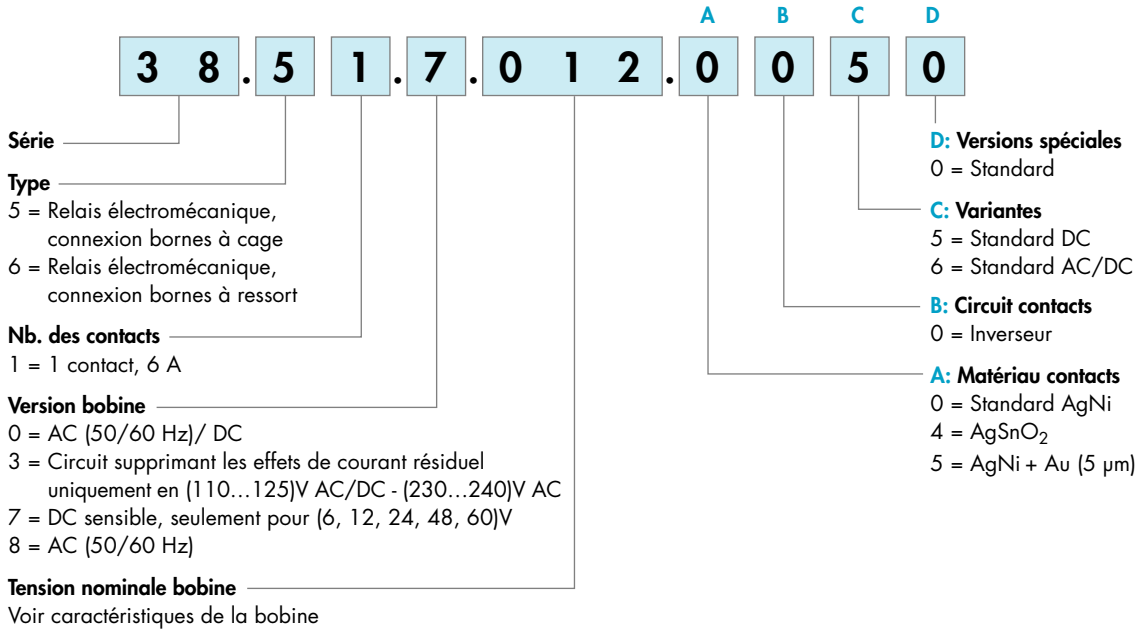 A B C D
3 8 . 5 1 . 7 . 0 1 2 . 0 0 5 0
Série
Type
5 = Relais électromécanique,
connexion bornes à cage
6 = Relais électromécanique,
connexion bornes à ressort
Nb. des contacts
1 = 1 contact, 6 A
Version bobine
0 = AC (50/60 Hz)/ DC
3 = Circuit supprimant les effets de courant résiduel
uniquement en (110...125)V AC/DC - (230...240)V AC
7 = DC sensible, seulement pour (6, 12, 24, 48, 60)V
8 = AC (50/60 Hz)
Tension nominale bobine
Voir caractéristiques de la bobine
D: Versions spéciales
0 = Standard
C: Variantes
5 = Standard DC
6 = Standard AC/DC
B: Circuit contacts
0 = Inverseur
A: Matériau contacts
0 = Standard AgNi
4 = AgSnO2
5 = AgNi + Au (5 µm)